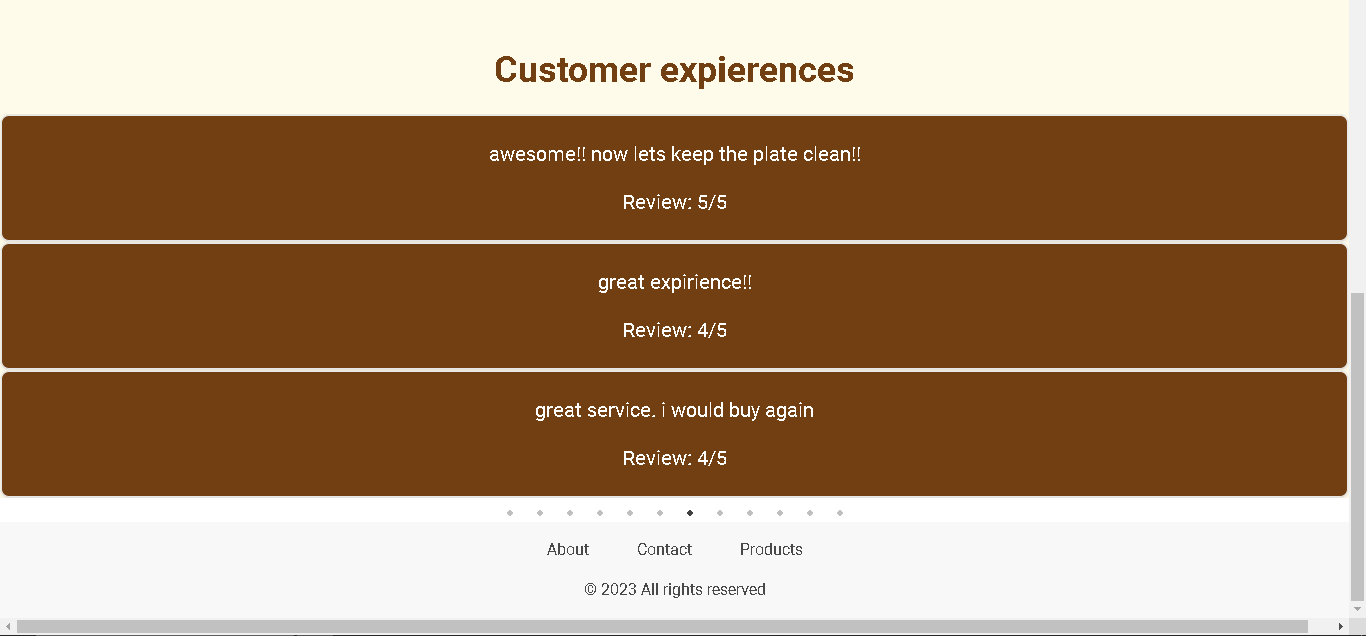 Customer expierences
awesome!! now lets keep the plate clean!!
Review: 5/5
great expirience!!
Review: 4/5
great service. i would buy again
Review: 4/5
About Contact Products
© 2023 All rights reserved